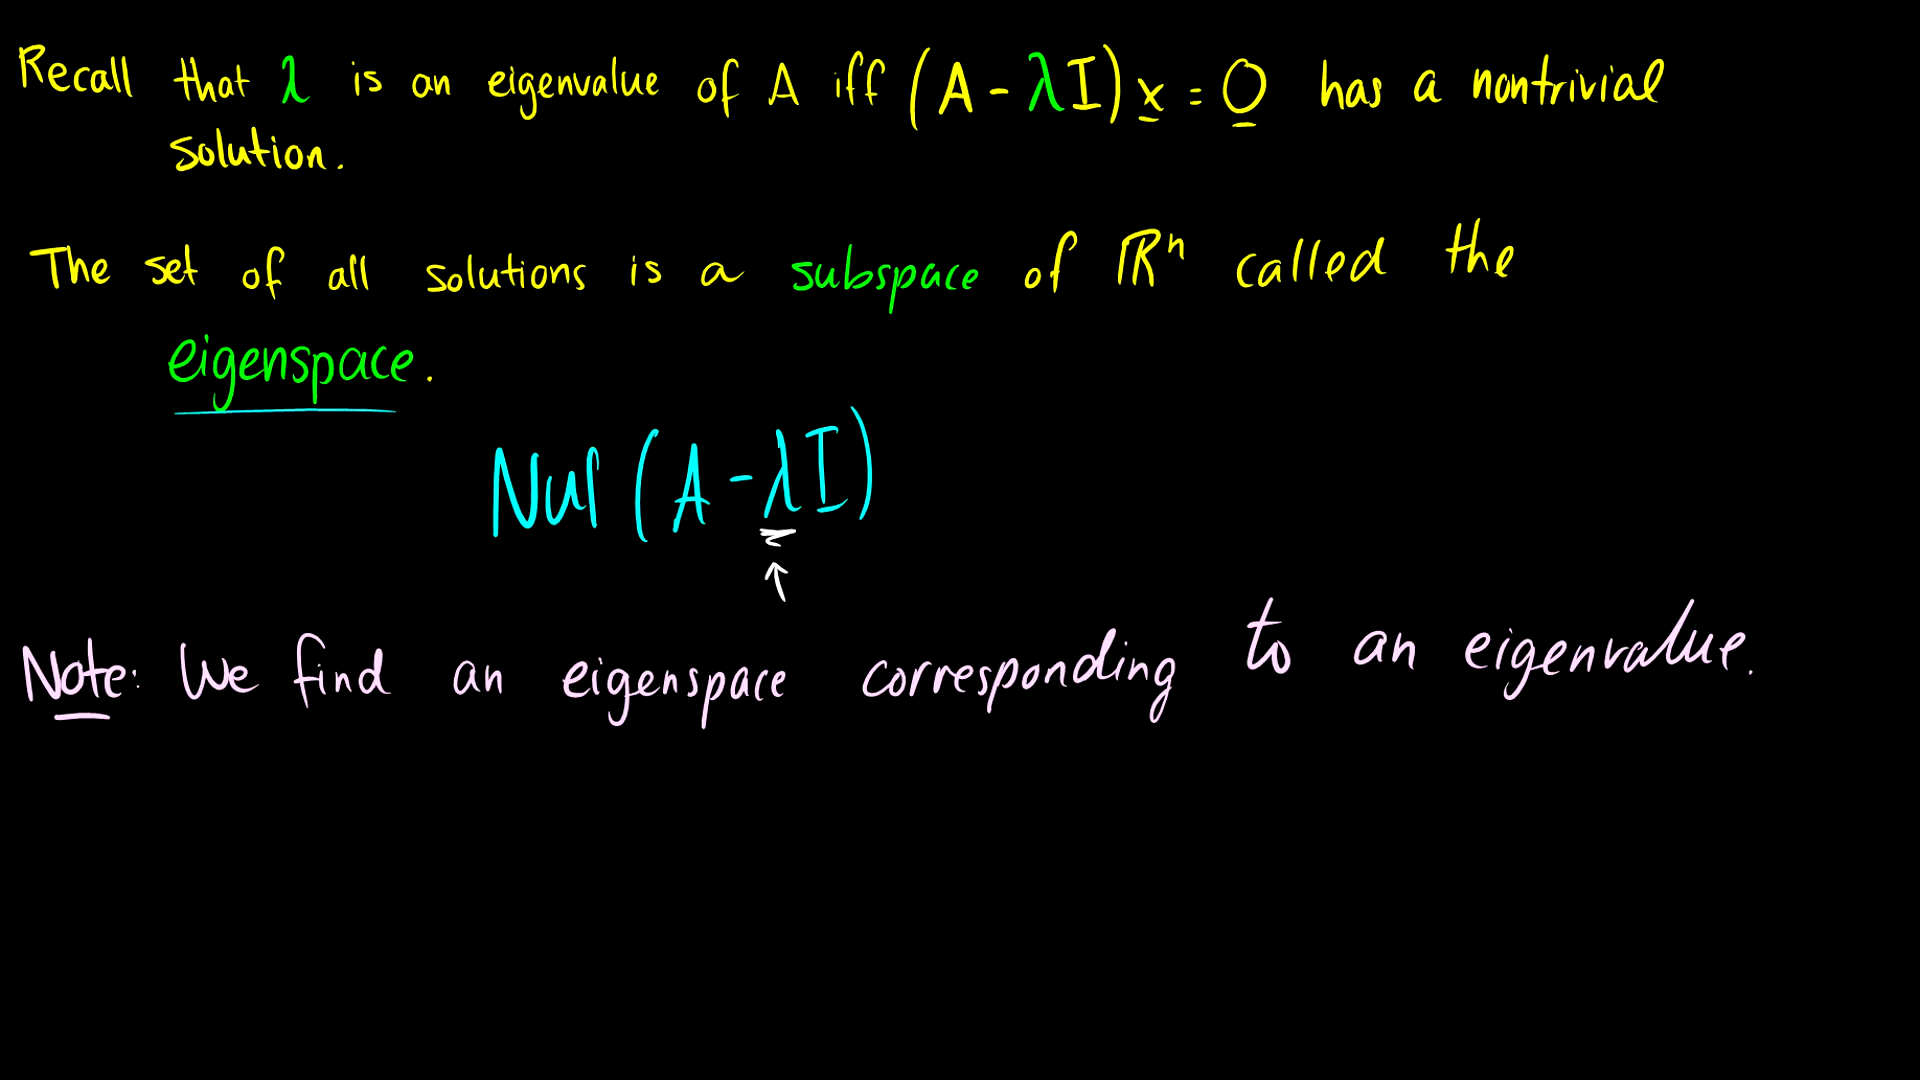 Recall that λ is an eigenvalue of A iff (A - λI)x = 0 has a nontrivial
solution.
The set of all solutions is a subspace of ℝⁿ called the
eigenspace.
Nul (A - λI)
↑
Note: We find an eigenspace corresponding to an eigenvalue.